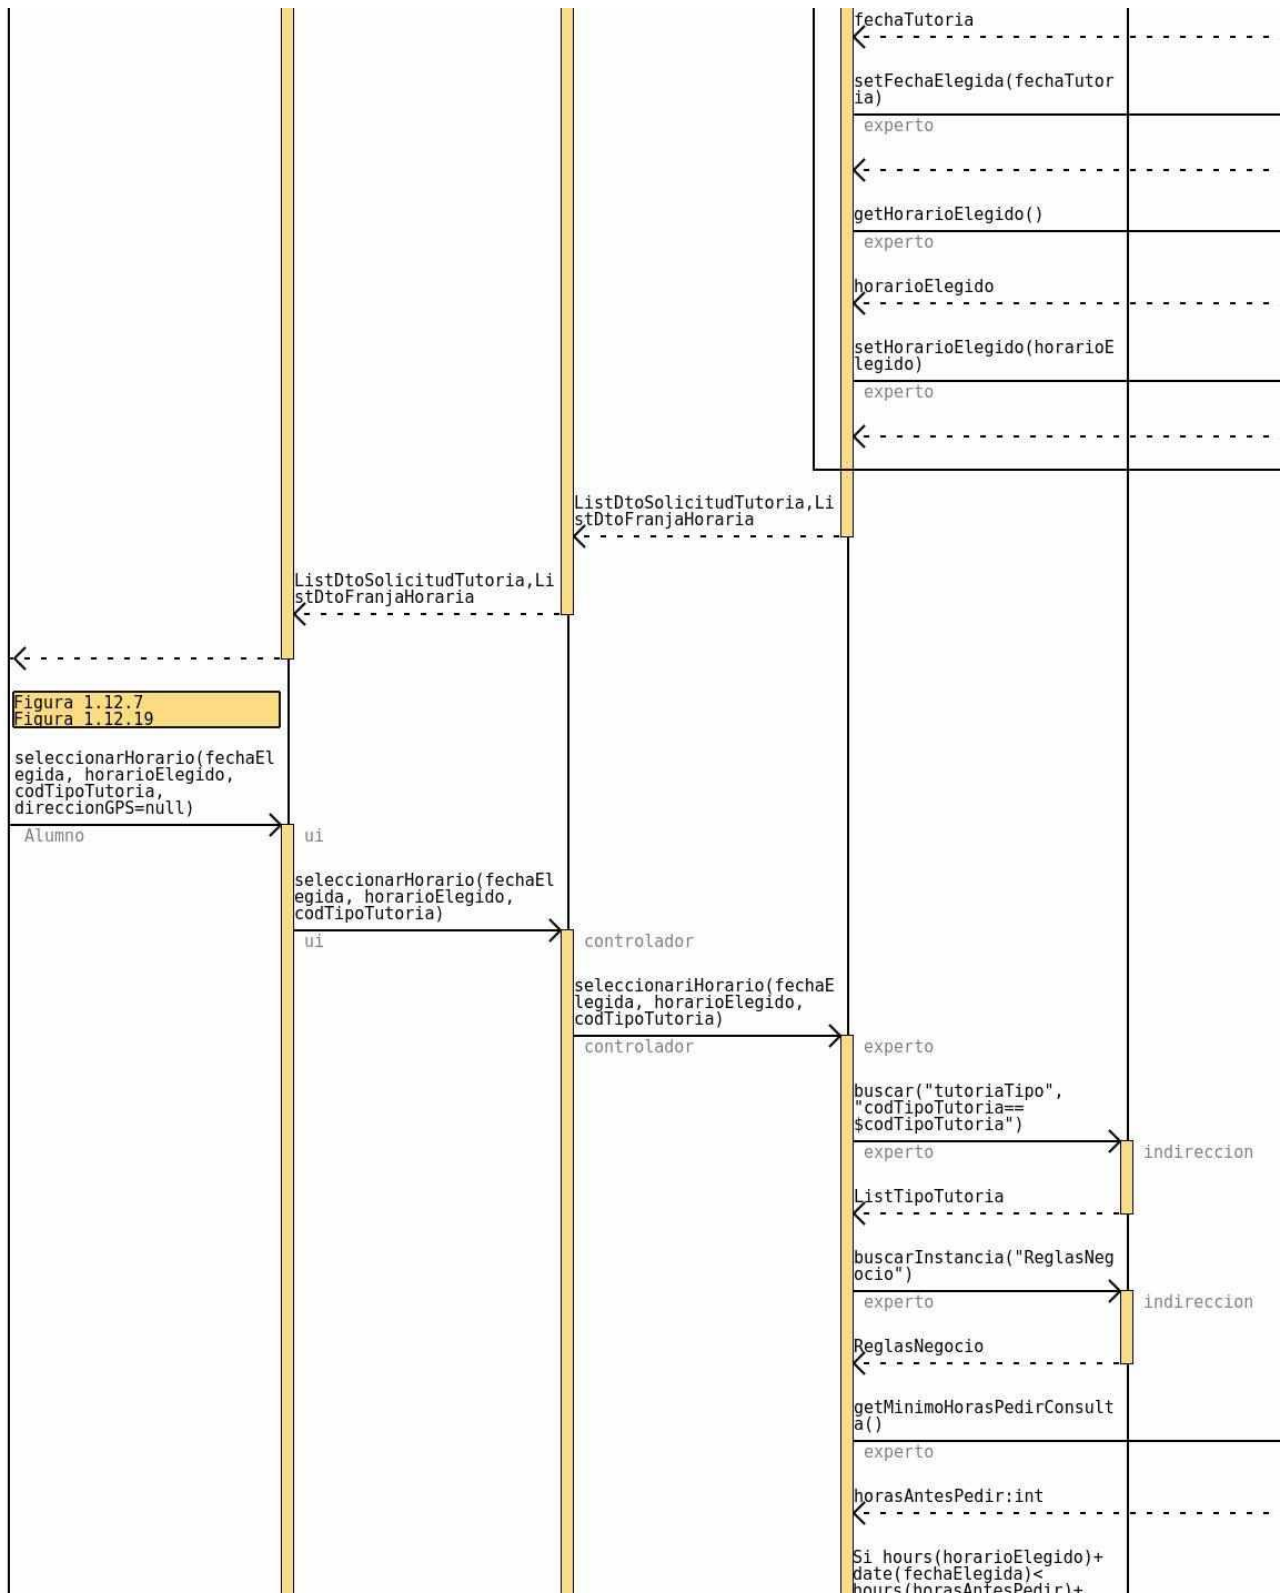 fechaTutoria
setFechaElegida(fechaTutor
ia)
experto
getHorarioElegido()
experto
horarioElegido
setHorarioElegido(horarioE
legido)
experto
ListDtoSolicitudTutoria,Li
stDtoFranjaHoraria
ListDtoSolicitudTutoria,Li
stDtoFranjaHoraria
Figura 1.12.7
Figura 1.12.19
seleccionarHorario(fechaEl
egida, horarioElegido,
codTipoTutoria,
direccionGPS=null)
Alumno
ui
seleccionarHorario(fechaEl
egida, horarioElegido,
codTipoTutoria)
ui
controlador
seleccionariHorario(fechaE
legida, horarioElegido,
codTipoTutoria)
controlador
experto
buscar("tutoriaTipo",
"codTipoTutoria==
$codTipoTutoria")
experto
indireccion
ListTipoTutoria
buscarInstancia("ReglasNeg
ocio")
experto
indireccion
ReglasNegocio
getMinimoHorasPedirConsult
a()
experto
horasAntesPedir:int
Si hours(horarioElegido)+
date(fechaElegida)<
hours(horasAntesPedir)+